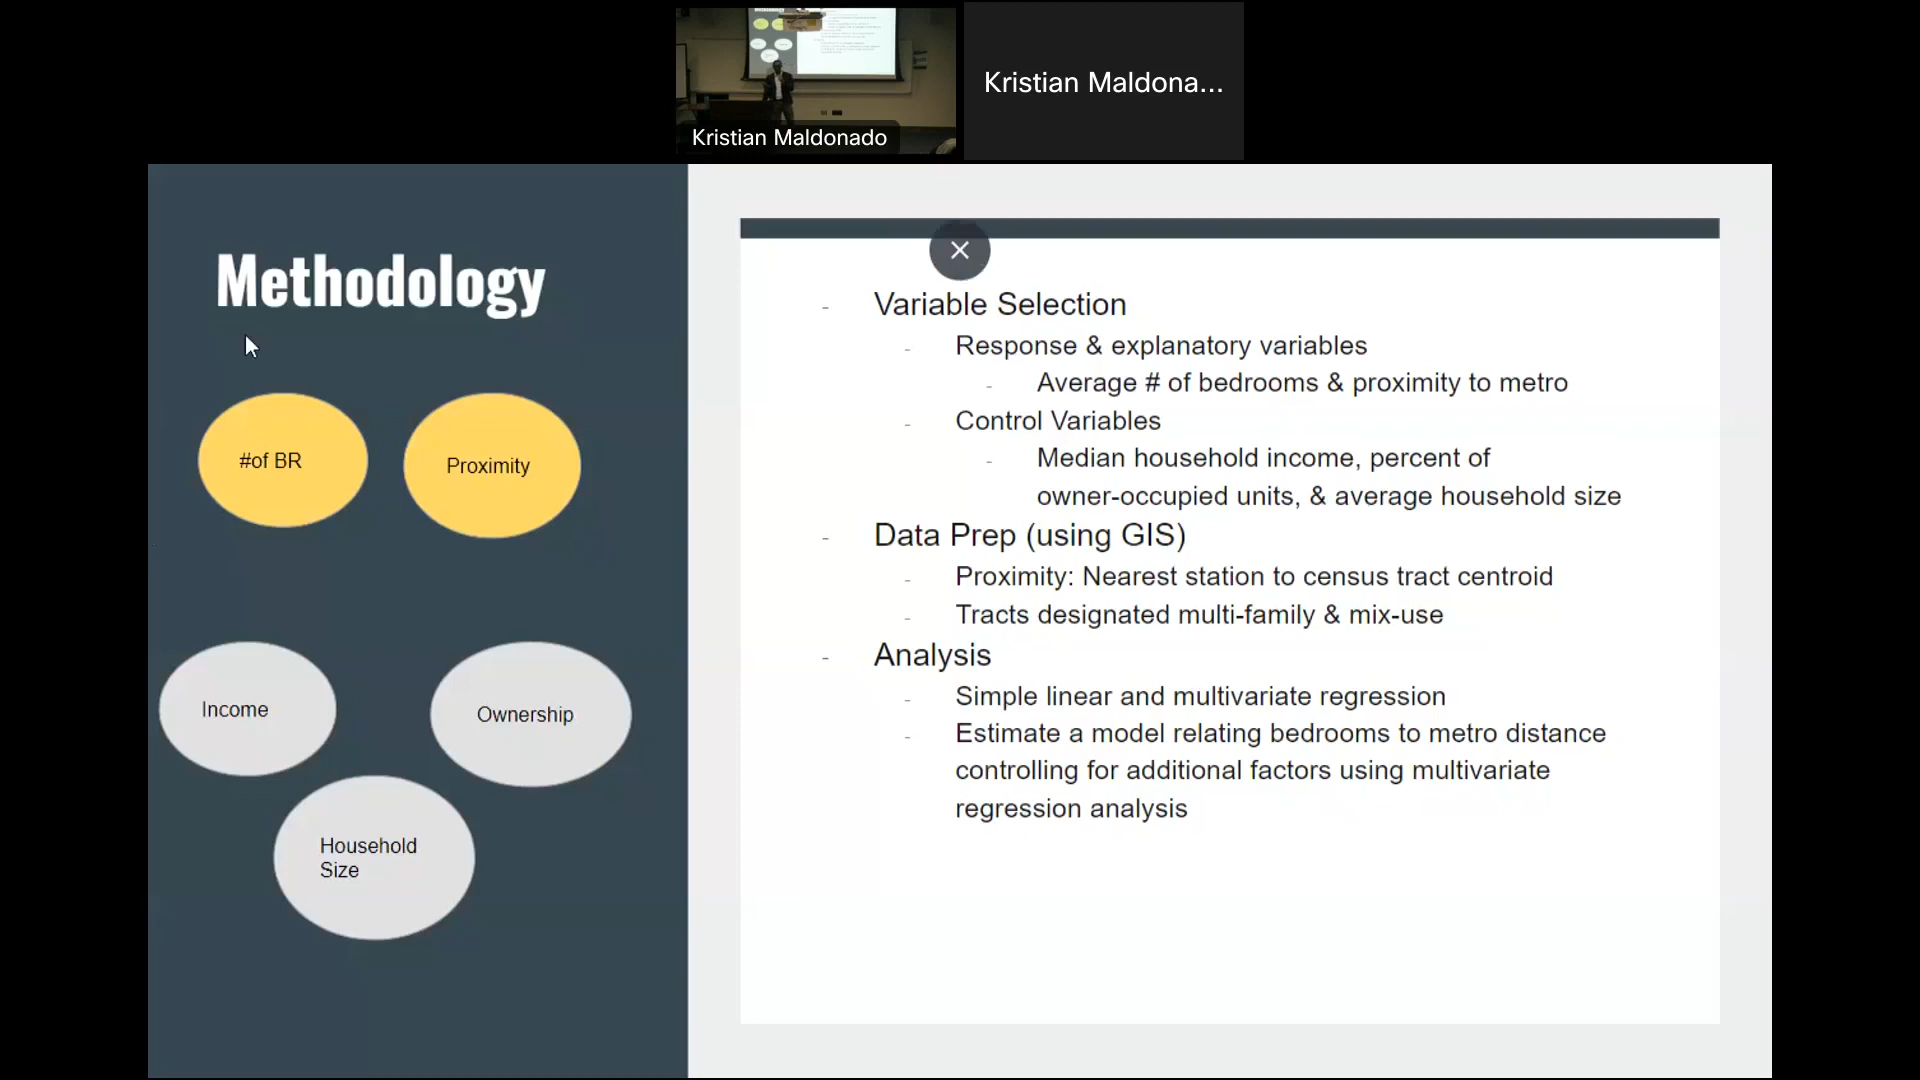 Kristian Maldonado
Kristian Maldona...
Methodology
#of BR
Proximity
Income
Ownership
Household
Size
- Variable Selection
- Response & explanatory variables
- Average # of bedrooms & proximity to metro
- Control Variables
- Median household income, percent of
owner-occupied units, & average household size
- Data Prep (using GIS)
- Proximity: Nearest station to census tract centroid
- Tracts designated multi-family & mix-use
- Analysis
- Simple linear and multivariate regression
- Estimate a model relating bedrooms to metro distance
controlling for additional factors using multivariate
regression analysis